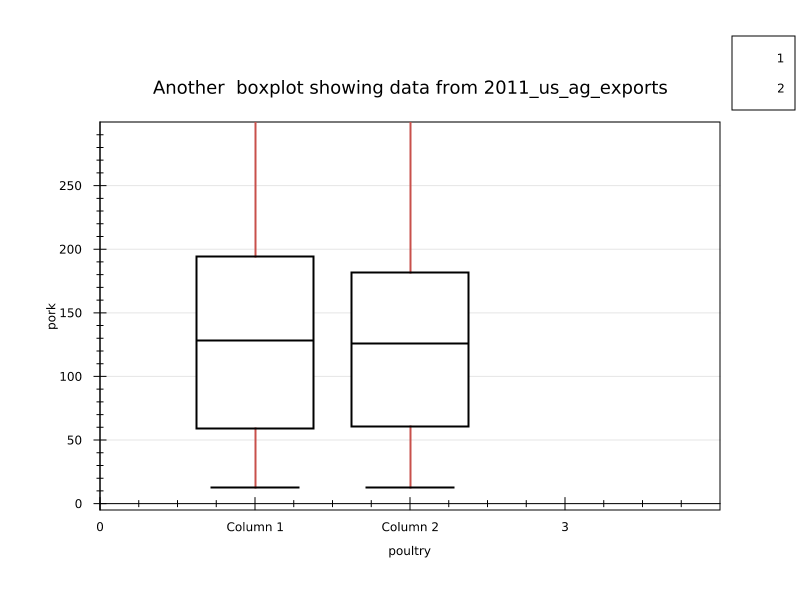 1
2
Another  boxplot showing data from 2011_us_ag_exports
250
200
150
100
50
0
pork
0 Column 1 Column 2 3
poultry